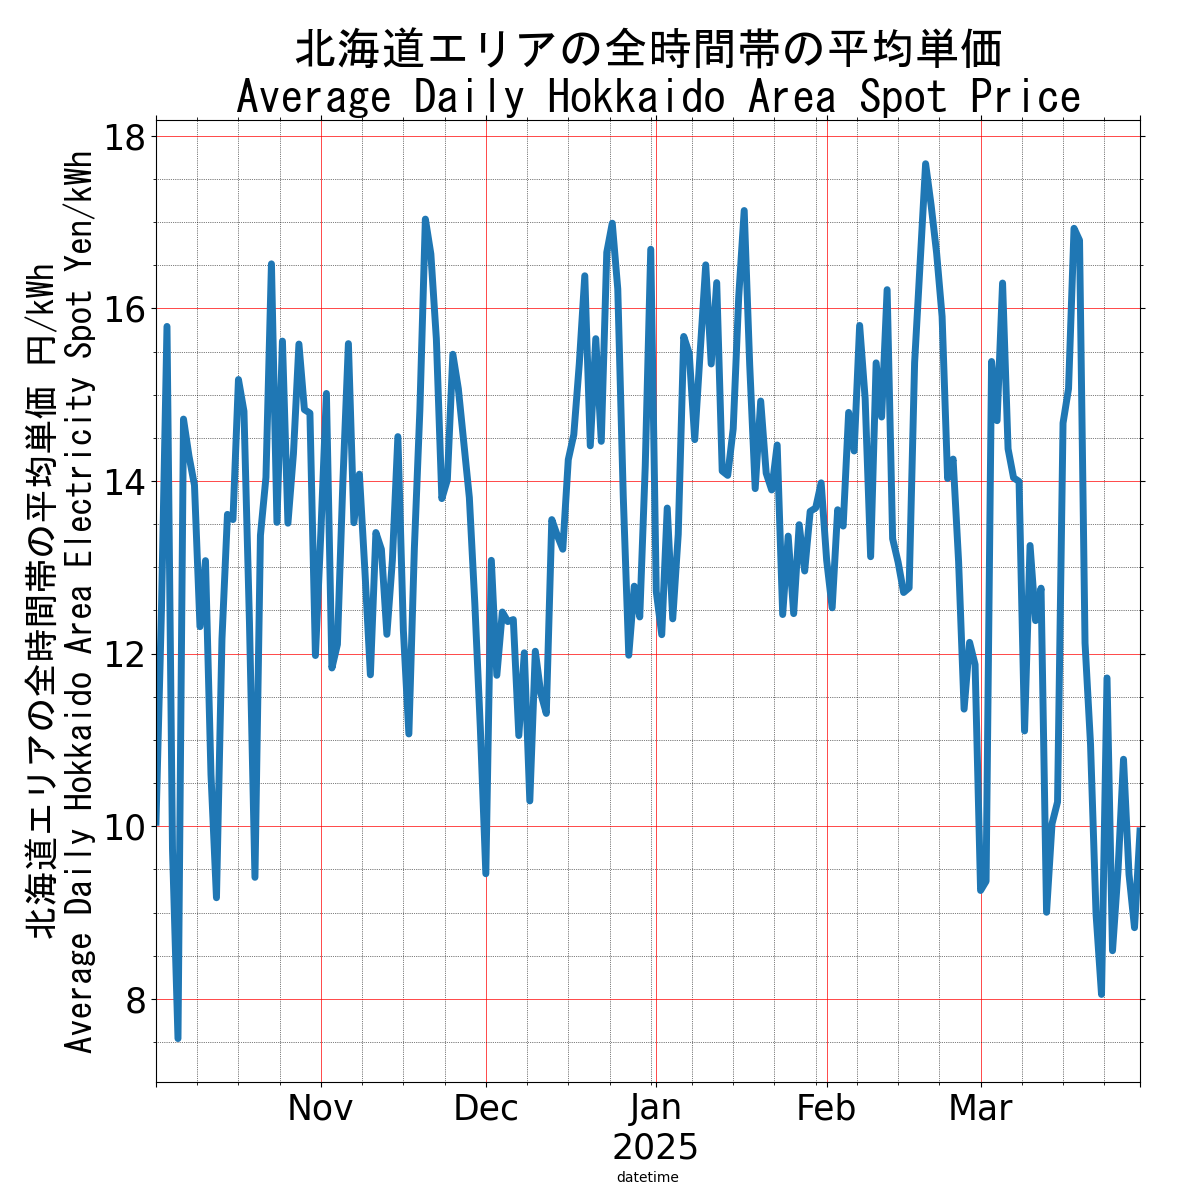 北海道エリアの全時間帯の平均単価
Average Daily Hokkaido Area Spot Price
北海道エリアの全時間帯の平均単価 円/kWh
Average Daily Hokkaido Area Electricity Spot Yen/kWh
18
16
14
12
10
8
Nov Dec Jan Feb Mar
2025
datetime